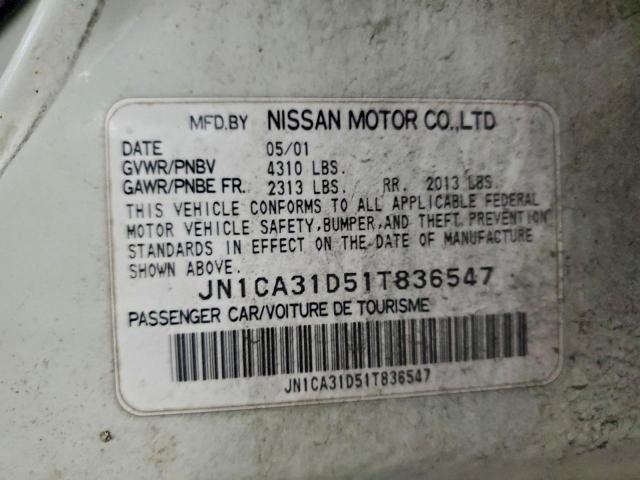 MFD.BY NISSAN MOTOR CO.,LTD
DATE 05/01
GVWR/PNBV 4310 LBS.
GAWR/PNBE FR. 2313 LBS. RR. 2013 LBS.
THIS VEHICLE CONFORMS TO ALL APPLICABLE FEDERAL
MOTOR VEHICLE SAFETY, BUMPER, AND THEFT PREVENTION
STANDARDS IN EFFECT ON THE DATE OF MANUFACTURE
SHOWN ABOVE.
JN1CA31D51T836547
PASSENGER CAR/VOITURE DE TOURISME
JN1CA31D51T836547